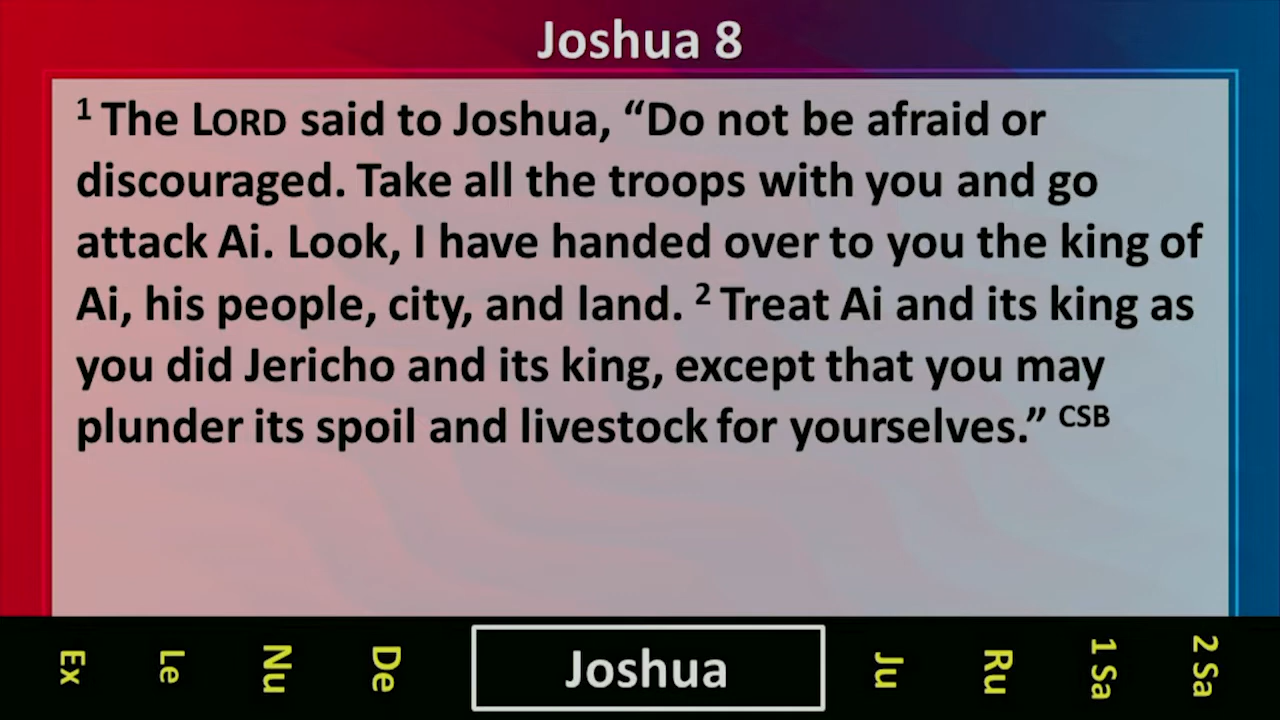 Joshua 8
1 The LORD said to Joshua, “Do not be afraid or
discouraged. Take all the troops with you and go
attack Ai. Look, I have handed over to you the king of
Ai, his people, city, and land. 2 Treat Ai and its king as
you did Jericho and its king, except that you may
plunder its spoil and livestock for yourselves.” CSB
Ex Le Nu De Joshua Ju Ru 1 Sa 2 Sa